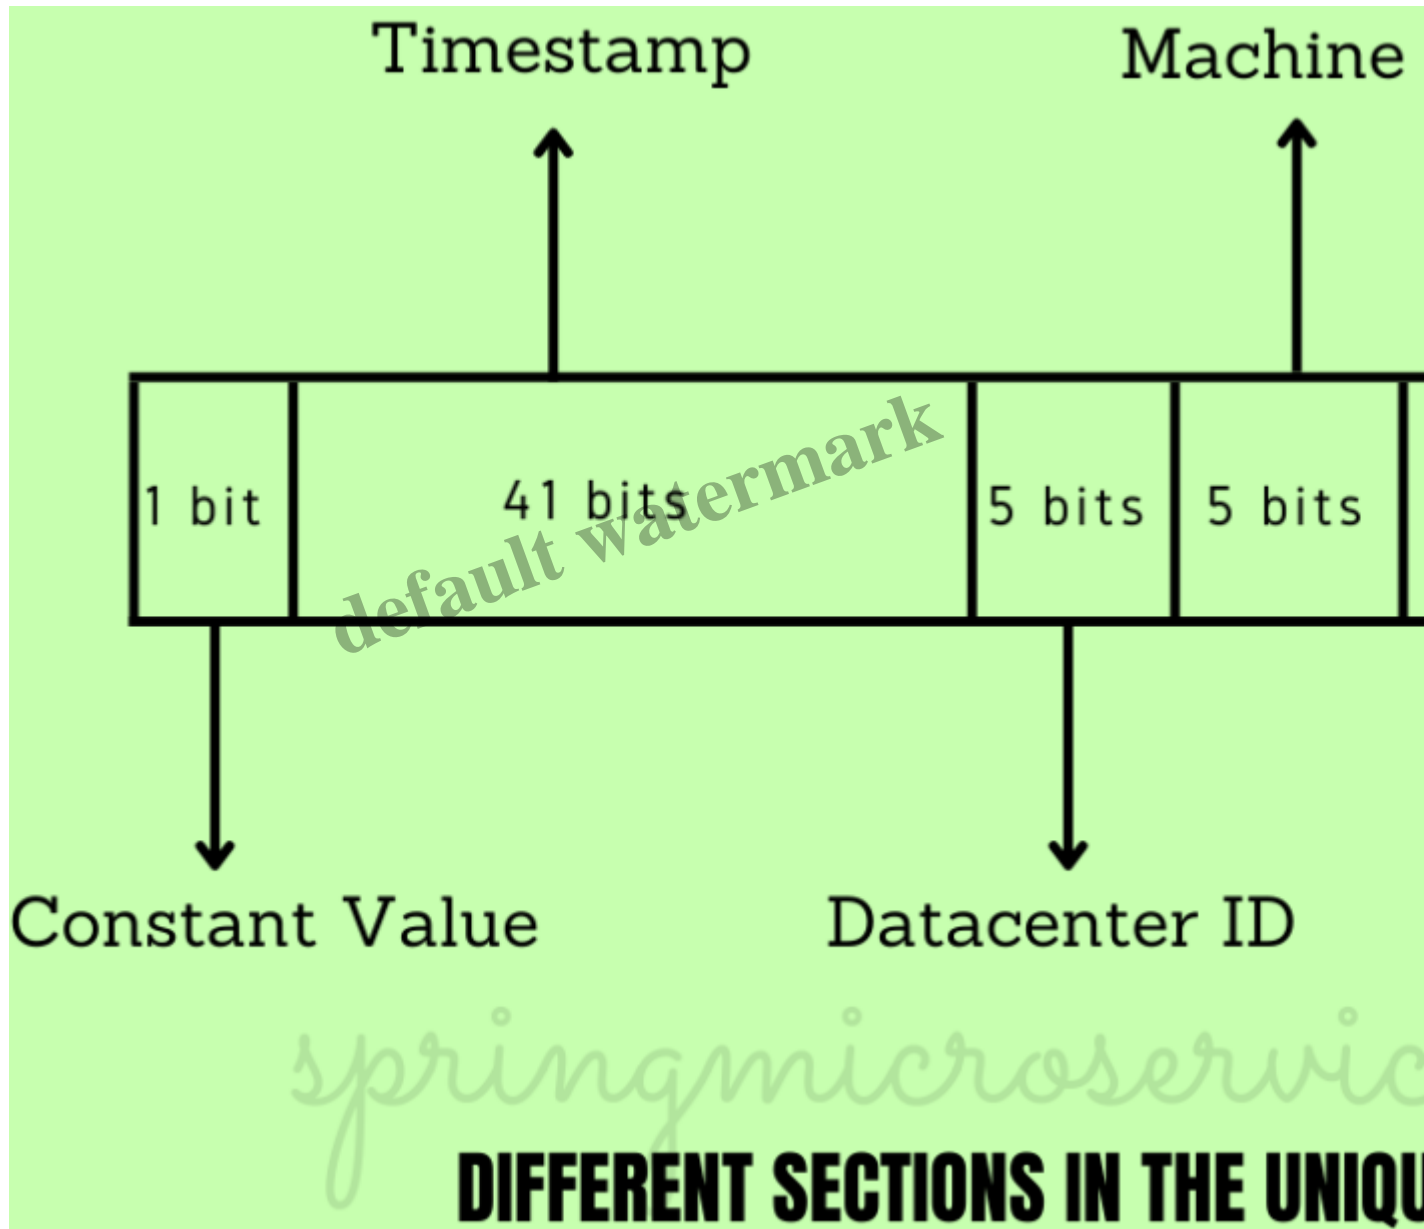 Timestamp
Machine
1 bit
41 bits
5 bits
5 bits
default watermark
Constant Value
Datacenter ID
springmicroservic
DIFFERENT SECTIONS IN THE UNIQU